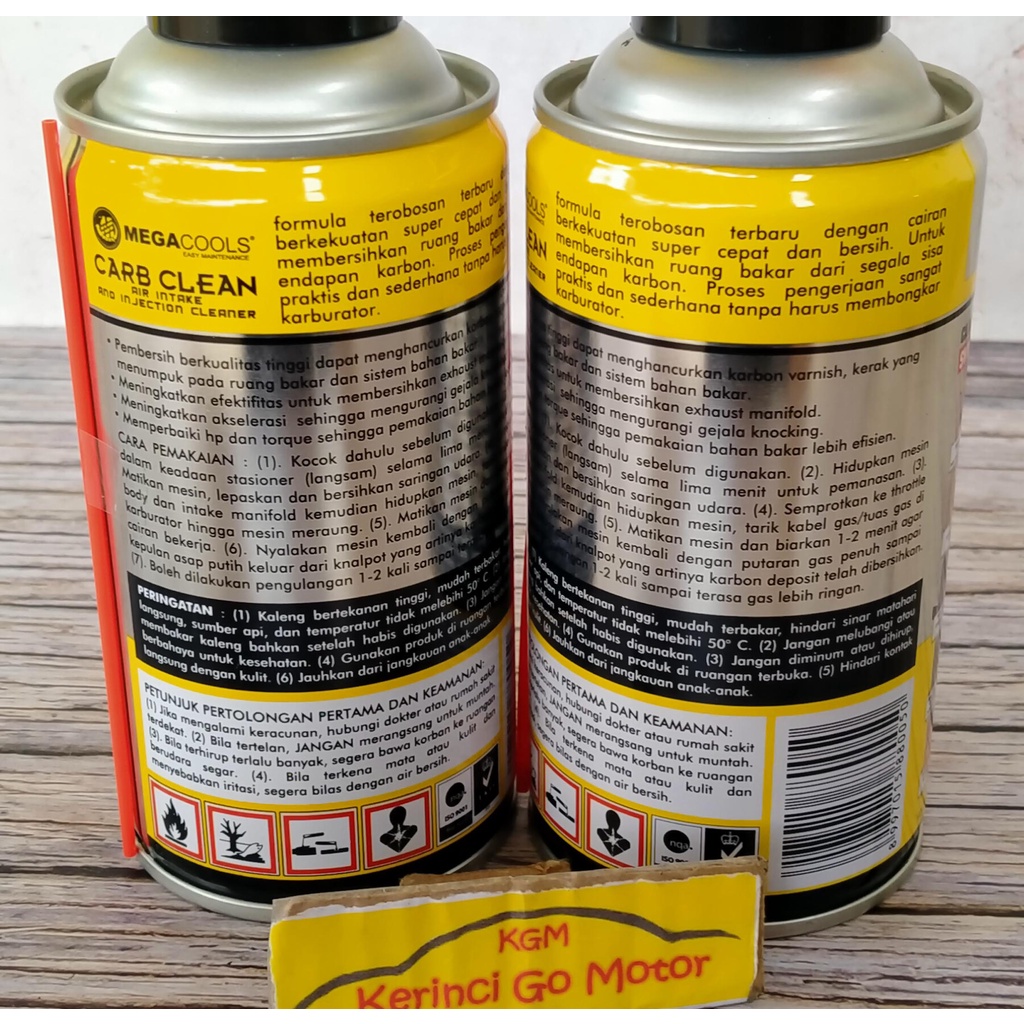 MEGACOOLS®
EASY MAINTENANCE
CARB CLEAN
AIR INTAKE
AND INJECTION CLEANER
formula terobosan terbaru
berkekuatan super cepat dan
membersihkan ruang bakar
endapan karbon. Proses
praktis dan sederhana tanpa
karburator.
• Pembersih berkualitas tinggi dapat menghancurkan
menumpuk pada ruang bakar dan sistem bahan bakar
• Meningkatkan efektifitas untuk membersihkan exhaust
• Meningkatkan akselerasi sehingga mengurangi gejala
• Memperbaiki hp dan torque sehingga pemakaian bahan
CARA PEMAKAIAN : (1). Kocok dahulu sebelum
dalam keadaan stasioner (langsam) selama lima
Matikan mesin, lepaskan dan bersihkan saringan udara
body dan intake manifold kemudian hidupkan mesin,
karburator hingga mesin meraung. (5). Matikan mesin
cairan bekerja. (6). Nyalakan mesin kembali dengan
kepulan asap putih keluar dari knalpot yang artinya
(7). Boleh dilakukan pengulangan 1-2 kali sampai
PERINGATAN : (1) Kaleng bertekanan tinggi, mudah terbakar
langsung, sumber api, dan temperatur tidak melebihi 50° C.
membakar kaleng bahkan setelah habis digunakan. (3)
berbahaya untuk kesehatan. (4) Gunakan produk di
langsung dengan kulit. (6) Jauhkan dari jangkauan anak-anak.
PETUNJUK PERTOLONGAN PERTAMA DAN KEAMANAN:
(1) Jika mengalami keracunan, hubungi dokter atau rumah sakit
terdekat. (2) Bila tertelan, JANGAN merangsang untuk muntah.
(3). Bila terhirup terlalu banyak, segera bawa korban ke ruangan
berudara segar. (4). Bila terkena mata atau kulit dan
menyebabkan iritasi, segera bilas dengan air bersih.
nqa
ISO 9001
COOLS®
EAN
formula terobosan terbaru dengan cairan
berkekuatan super cepat dan bersih. Untuk
membersihkan ruang bakar dari segala sisa
endapan karbon. Proses pengerjaan sangat
praktis dan sederhana tanpa harus membongkar
karburator.
tinggi dapat menghancurkan karbon varnish, kerak yang
bakar dan sistem bahan bakar.
untuk membersihkan exhaust manifold.
sehingga mengurangi gejala knocking.
torque sehingga pemakaian bahan bakar lebih efisien.
Kocok dahulu sebelum digunakan. (2). Hidupkan mesin
(langsam) selama lima menit untuk pemanasan. (3).
dan bersihkan saringan udara. (4). Semprotkan ke throttle
kemudian hidupkan mesin, tarik kabel gas/tuas gas di
meraung. (5). Matikan mesin dan biarkan 1-2 menit agar
mesin kembali dengan putaran gas penuh sampai
dari knalpot yang artinya karbon deposit telah dibersihkan.
1-2 kali sampai terasa gas lebih ringan.
Kaleng bertekanan tinggi, mudah terbakar, hindari sinar matahari
api, dan temperatur tidak melebihi 50° C. (2) Jangan melubangi atau
bahkan setelah habis digunakan. (3) Jangan diminum atau dihirup,
(4) Gunakan produk di ruangan terbuka. (5) Hindari kontak
(6) Jauhkan dari jangkauan anak-anak.
PERTAMA DAN KEAMANAN:
keracunan, hubungi dokter atau rumah sakit
JANGAN merangsang untuk muntah.
banyak, segera bawa korban ke ruangan
Bila terkena mata atau kulit dan
segera bilas dengan air bersih.
nqa
KGM
Kerinci Go Motor